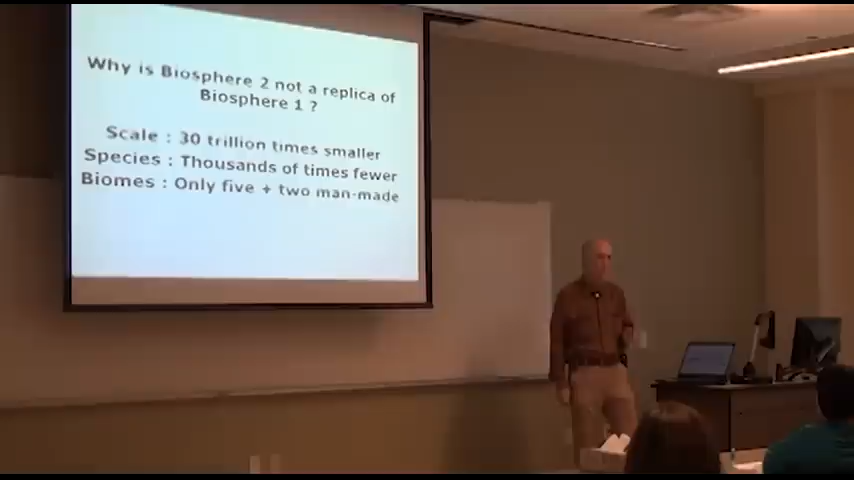 Why is Biosphere 2 not a replica of
Biosphere 1 ?
Scale : 30 trillion times smaller
Species : Thousands of times fewer
Biomes : Only five + two man-made